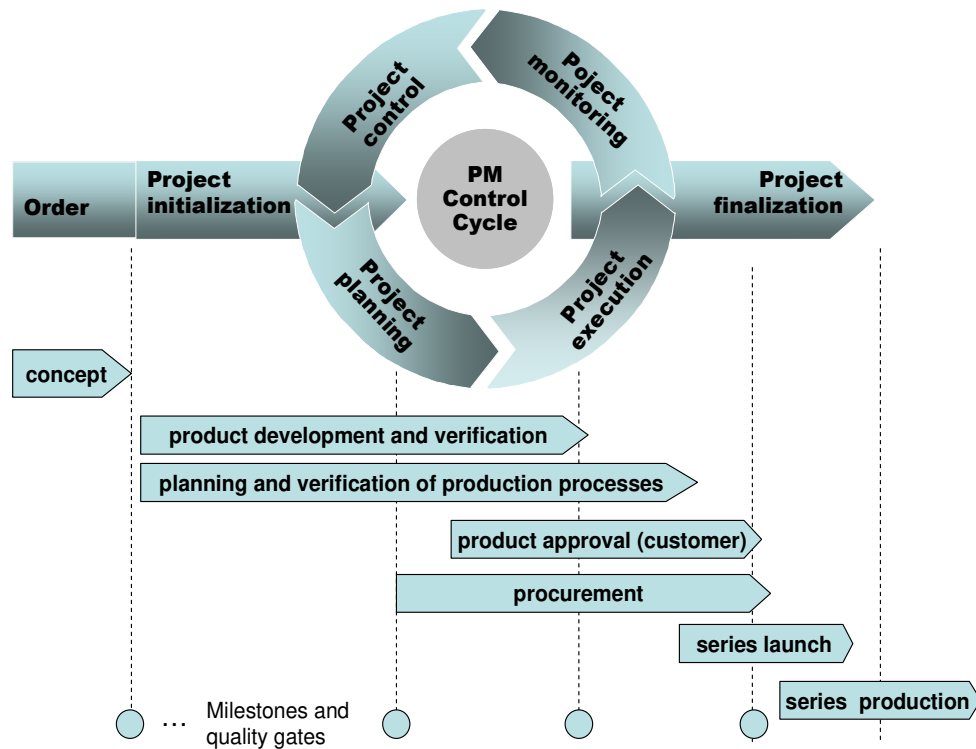 Project
control
Poject
monitoring
Order
Project
initialization
PM
Control
Cycle
Project
finalization
Project
planning
Project
execution
concept
product development and verification
planning and verification of production processes
product approval (customer)
procurement
series launch
series production
... Milestones and
quality gates